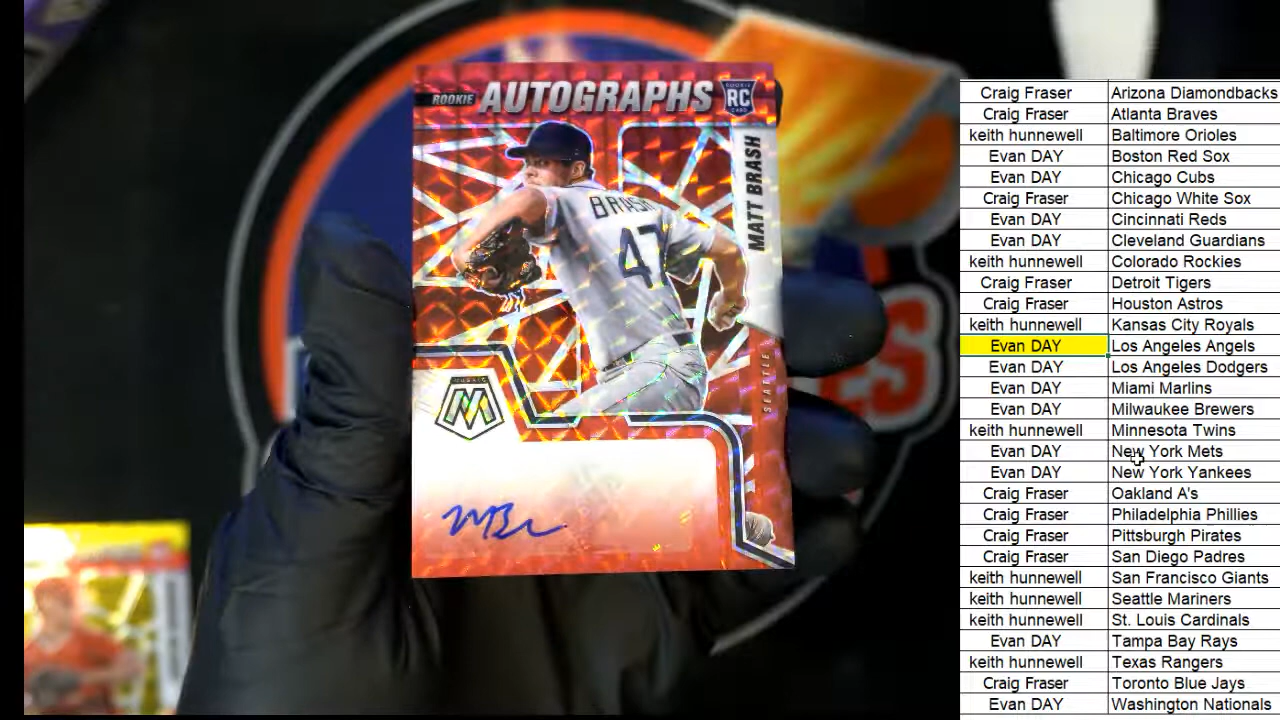 ROOKIE AUTOGRAPHS
ROOKIE
RC
CARD
MATT BRASH
BRASH
47
SEATTLE
MOSAIC
M
Craig Fraser Arizona Diamondbacks
Craig Fraser Atlanta Braves
keith hunnewell Baltimore Orioles
Evan DAY Boston Red Sox
Evan DAY Chicago Cubs
Craig Fraser Chicago White Sox
Evan DAY Cincinnati Reds
Evan DAY Cleveland Guardians
keith hunnewell Colorado Rockies
Craig Fraser Detroit Tigers
Craig Fraser Houston Astros
keith hunnewell Kansas City Royals
Evan DAY Los Angeles Angels
Evan DAY Los Angeles Dodgers
Evan DAY Miami Marlins
Evan DAY Milwaukee Brewers
keith hunnewell Minnesota Twins
Evan DAY New York Mets
Evan DAY New York Yankees
Craig Fraser Oakland A's
Craig Fraser Philadelphia Phillies
Craig Fraser Pittsburgh Pirates
Craig Fraser San Diego Padres
keith hunnewell San Francisco Giants
keith hunnewell Seattle Mariners
keith hunnewell St. Louis Cardinals
Evan DAY Tampa Bay Rays
keith hunnewell Texas Rangers
Craig Fraser Toronto Blue Jays
Evan DAY Washington Nationals